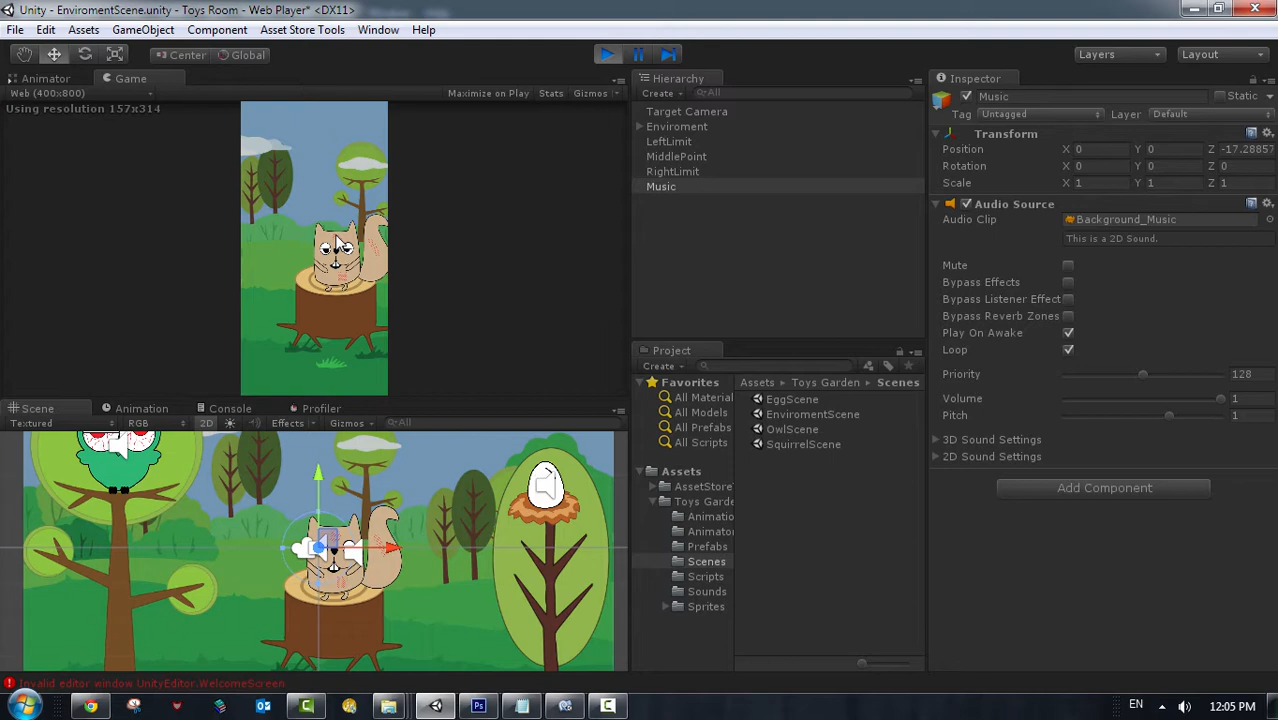 Unity - EnviromentScene.unity - Toys Room - Web Player* <DX11>
File Edit Assets GameObject Component Asset Store Tools Window Help
Center Global Layers Layout
Animator Game
Web (400x800) Maximize on Play Stats Gizmos
Using resolution 157x314
Hierarchy
Create All
Target Camera
Enviroment
LeftLimit
MiddlePoint
RightLimit
Music
Inspector
Music Static
Tag Untagged Layer Default
Transform
Position X 0 Y 0 Z -17.28857
Rotation X 0 Y 0 Z 0
Scale X 1 Y 1 Z 1
Audio Source
Audio Clip Background_Music
This is a 2D Sound.
Mute
Bypass Effects
Bypass Listener Effect
Bypass Reverb Zones
Play On Awake
Loop
Priority 128
Volume 1
Pitch 1
3D Sound Settings
2D Sound Settings
Add Component
Project
Create
Favorites
All Material
All Models
All Prefabs
All Scripts
Assets
AssetStore
Toys Garde
Animatio
Animator
Prefabs
Scenes
Scripts
Sounds
Sprites
Assets Toys Garden Scenes
EggScene
EnviromentScene
OwlScene
SquirrelScene
Scene Animation Console Profiler
Textured RGB 2D Effects Gizmos All
Invalid editor window UnityEditor.WelcomeScreen
EN 12:05 PM